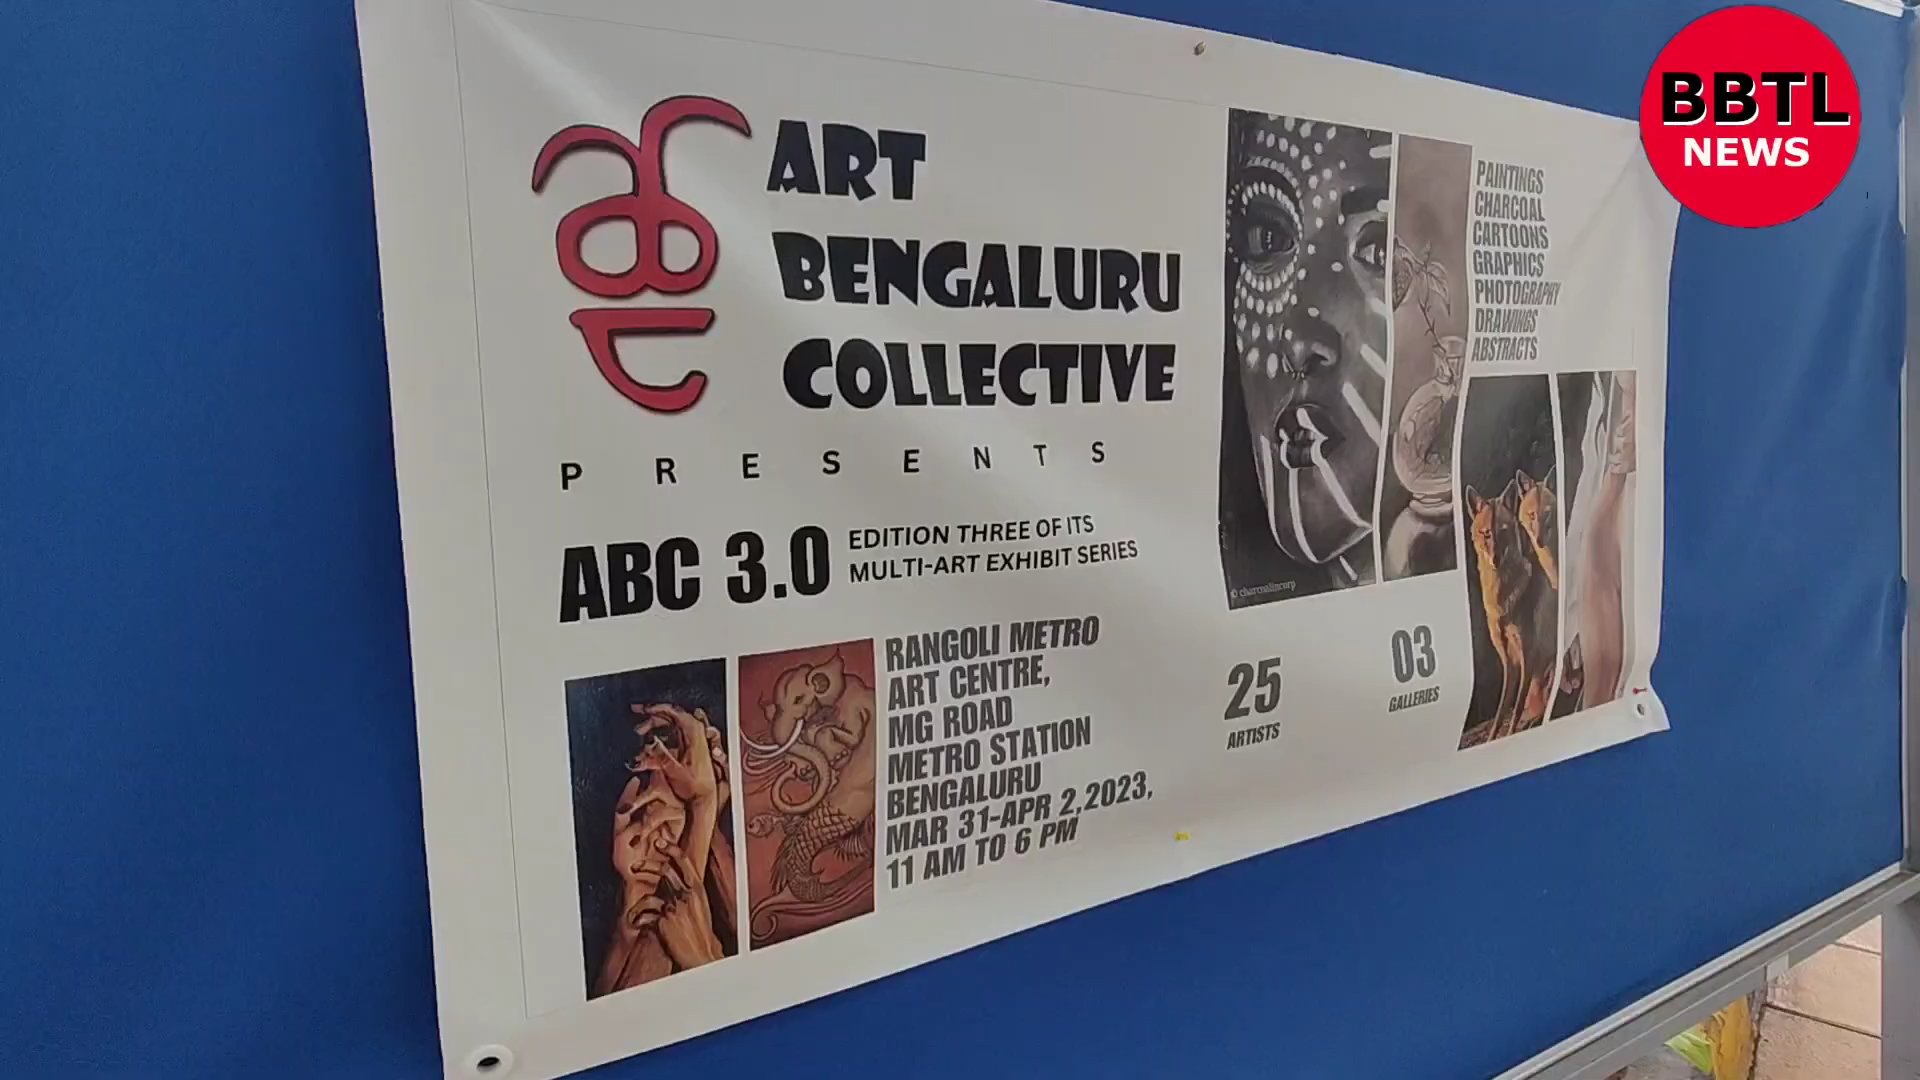 ART
BENGALURU
COLLECTIVE
PRESENTS
ABC 3.0
EDITION THREE OF ITS
MULTI-ART EXHIBIT SERIES
RANGOLI METRO
ART CENTRE,
MG ROAD
METRO STATION
BENGALURU
MAR 31-APR 2,2023,
11 AM TO 6 PM
© charcoalincorp
25
ARTISTS
03
GALLERIES
PAINTINGS
CHARCOAL
CARTOONS
GRAPHICS
PHOTOGRAPHY
DRAWINGS
ABSTRACTS
BBTL
NEWS